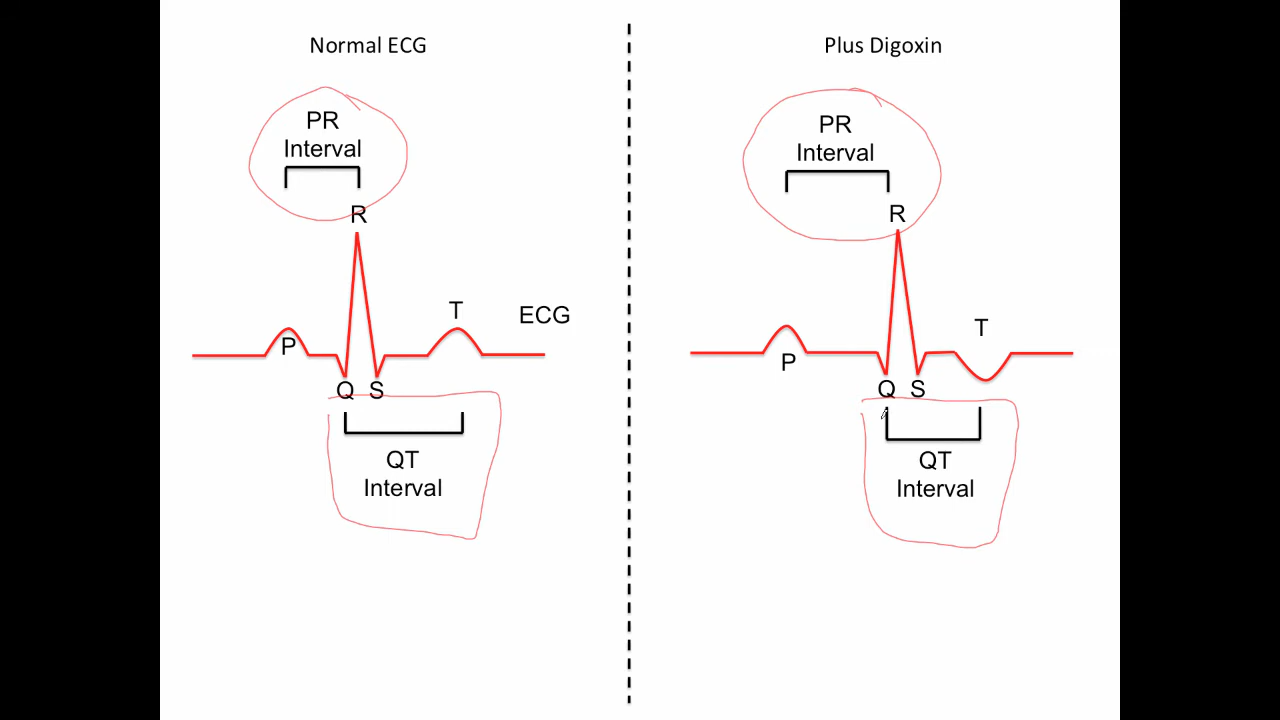 Normal ECG
PR
Interval
R
T
ECG
P
Q S
QT
Interval
Plus Digoxin
PR
Interval
R
T
P
Q S
QT
Interval